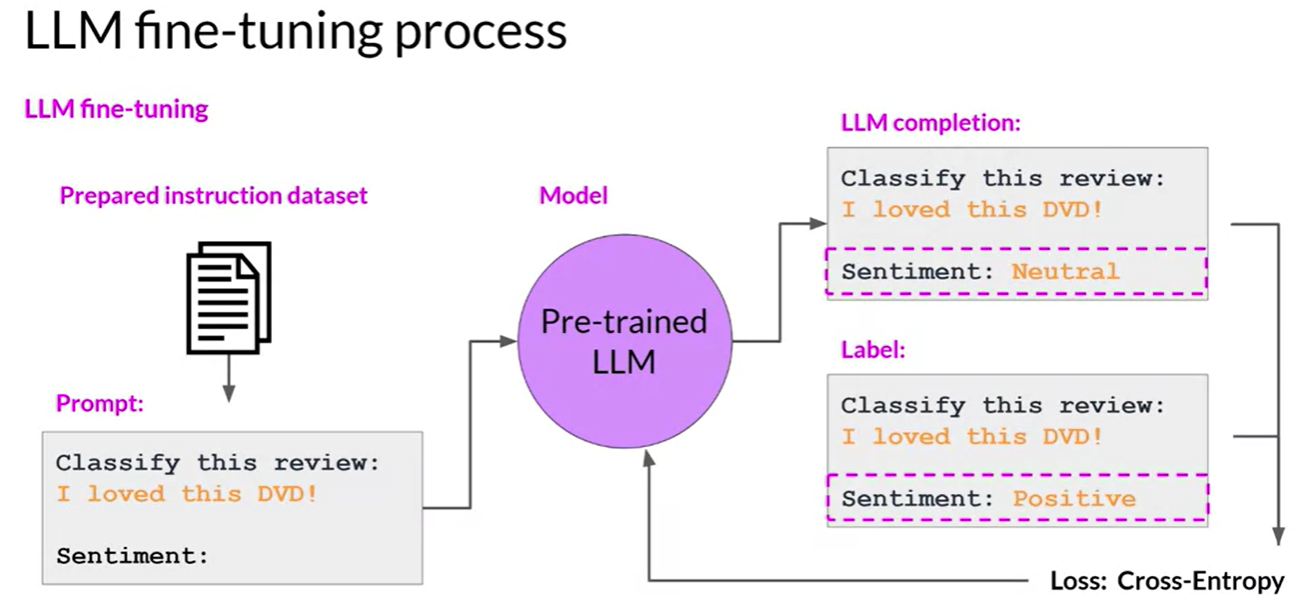 LLM fine-tuning process
LLM fine-tuning
Prepared instruction dataset
Prompt:
Classify this review:
I loved this DVD!
Sentiment:
Model
Pre-trained
LLM
LLM completion:
Classify this review:
I loved this DVD!
Sentiment: Neutral
Label:
Classify this review:
I loved this DVD!
Sentiment: Positive
Loss: Cross-Entropy